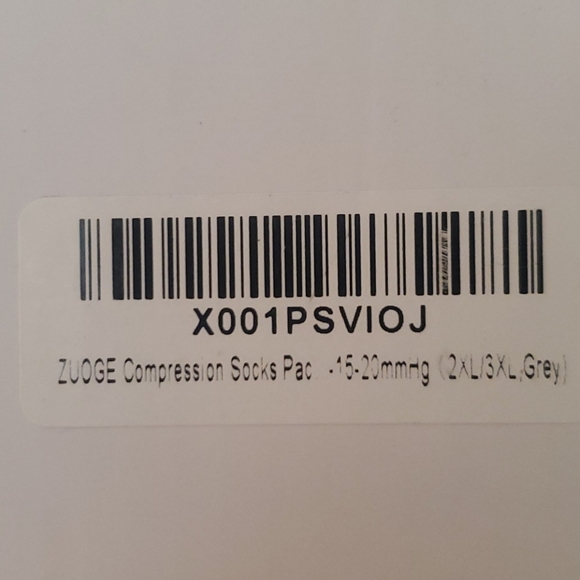 X001PSVIOJ
ZUOGE Compression Socks Pac... -15-20mmHg (2XL/3XL,Grey)